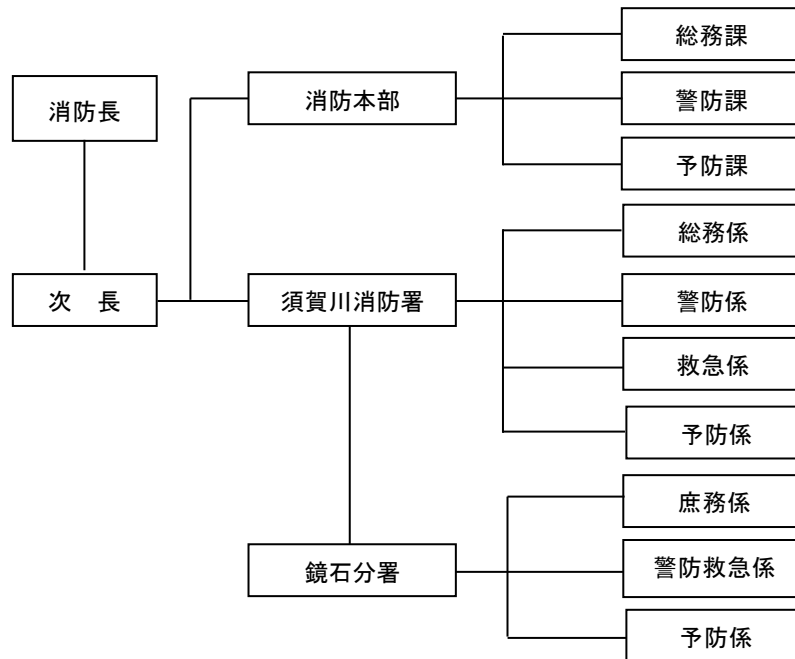 総務課
消防長
消防本部
警防課
予防課
総務係
次　長
須賀川消防署
警防係
救急係
予防係
庶務係
鏡石分署
警防救急係
予防係